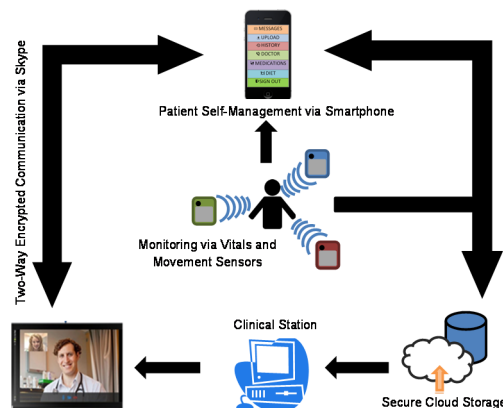 MESSAGES
UPLOAD
HISTORY
DOCTOR
MEDICATIONS
DIET
SIGN OUT
Patient Self-Management via Smartphone
Two-Way Encrypted Communication via Skype
Monitoring via Vitals and
Movement Sensors
Clinical Station
Secure Cloud Storage